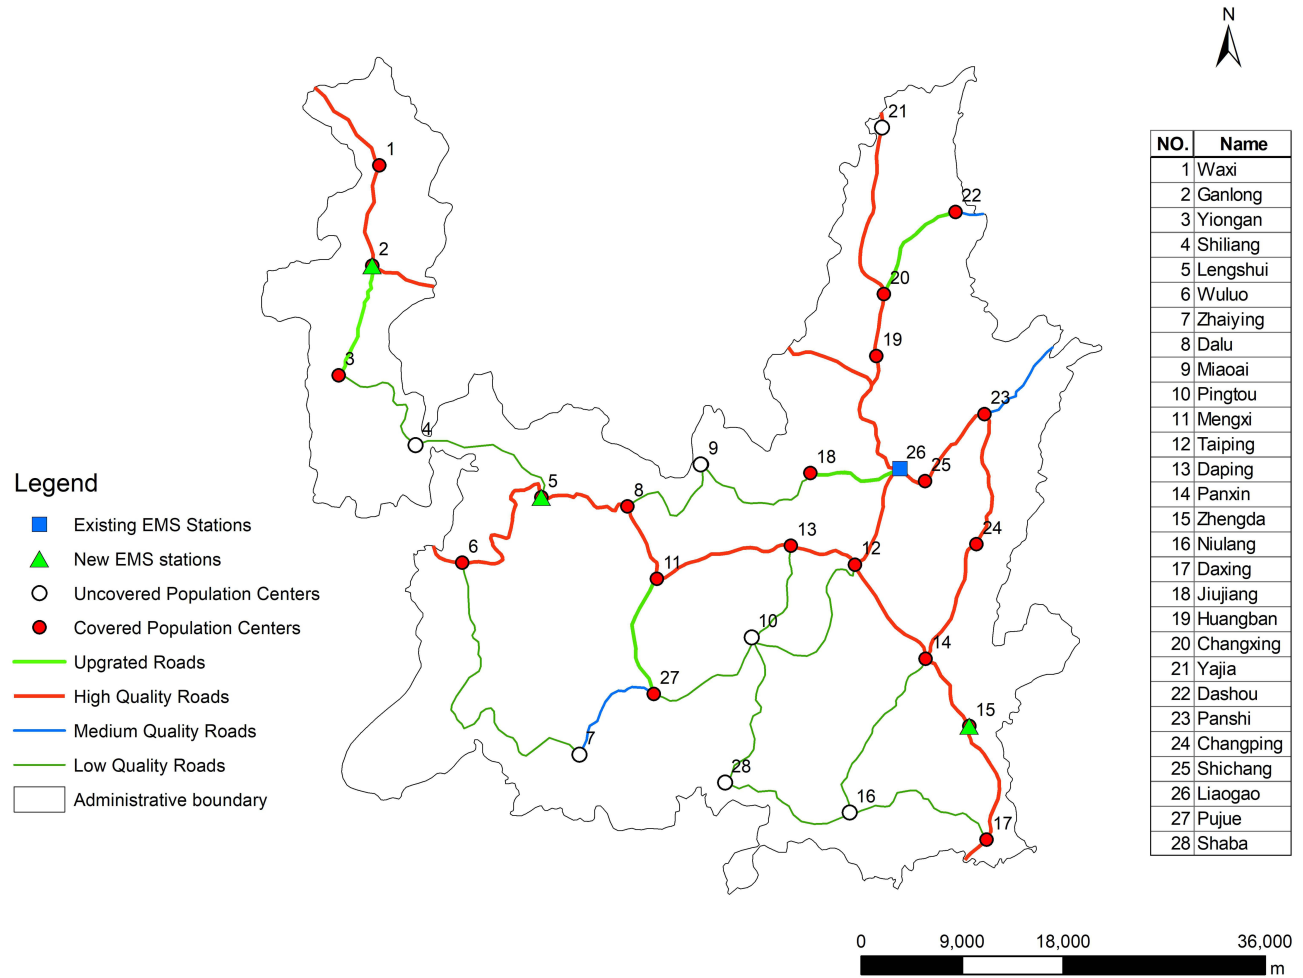 N
21
1
22
2
20
19
3
23
4
9
18
26
25
5
8
24
13
12
6
11
10
14
27
15
7
28
16
17
Legend
Existing EMS Stations
New EMS stations
Uncovered Population Centers
Covered Population Centers
Upgrated Roads
High Quality Roads
Medium Quality Roads
Low Quality Roads
Administrative boundary
NO. Name
1 Waxi
2 Ganlong
3 Yiongan
4 Shiliang
5 Lengshui
6 Wuluo
7 Zhaiying
8 Dalu
9 Miaoai
10 Pingtou
11 Mengxi
12 Taiping
13 Daping
14 Panxin
15 Zhengda
16 Niulang
17 Daxing
18 Jiujiang
19 Huangban
20 Changxing
21 Yajia
22 Dashou
23 Panshi
24 Changping
25 Shichang
26 Liaogao
27 Pujue
28 Shaba
0 9,000 18,000 36,000
m